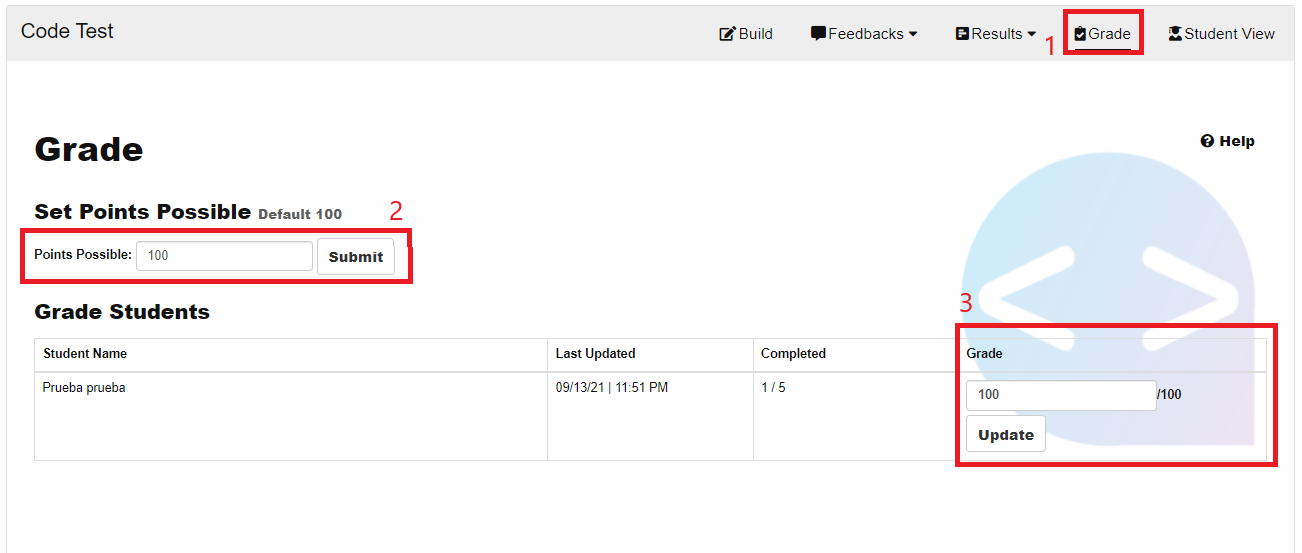 Code Test
Build Feedbacks Results 1 Grade Student View
Grade
Help
Set Points Possible Default 100 2
Points Possible: 100 Submit
Grade Students
3
Student Name Last Updated Completed Grade
Prueba prueba 09/13/21 | 11:51 PM 1 / 5 100 /100
Update